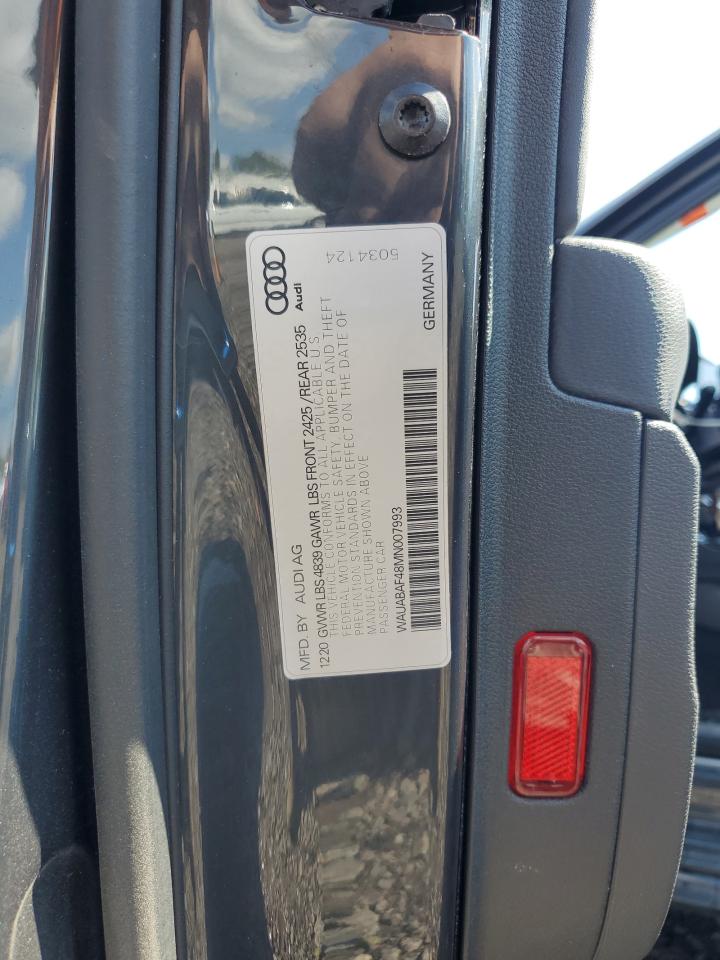 MFD. BY AUDI AG
Audi
12 20 GVWR LBS 4839 GAWR LBS FRONT 2425 / REAR 2535
THIS VEHICLE CONFORMS TO ALL APPLICABLE U S
FEDERAL MOTOR VEHICLE SAFETY, BUMPER AND THEFT
PREVENTION STANDARDS IN EFFECT ON THE DATE OF
MANUFACTURE SHOWN ABOVE
PASSENGER CAR
5034124
WAUABAF48MN007993
GERMANY